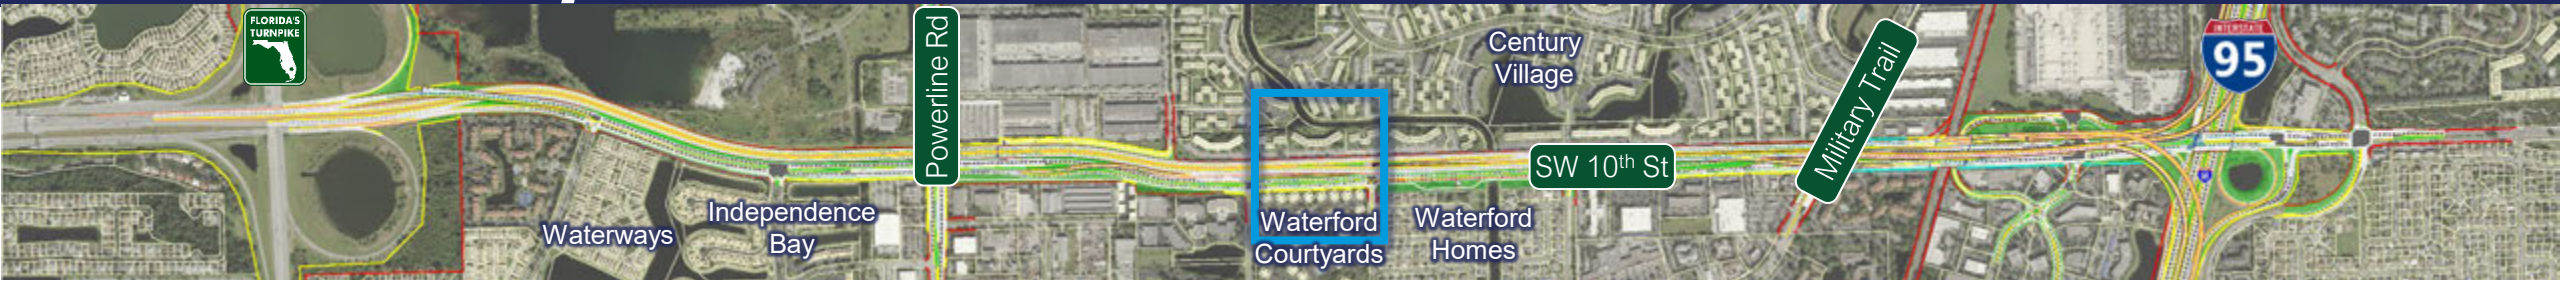 FLORIDA'S
TURNPIKE
Powerline Rd
Century
Village
Military Trail
INTERSTATE
95
SW 10th St
Waterways
Independence
Bay
Waterford
Courtyards
Waterford
Homes